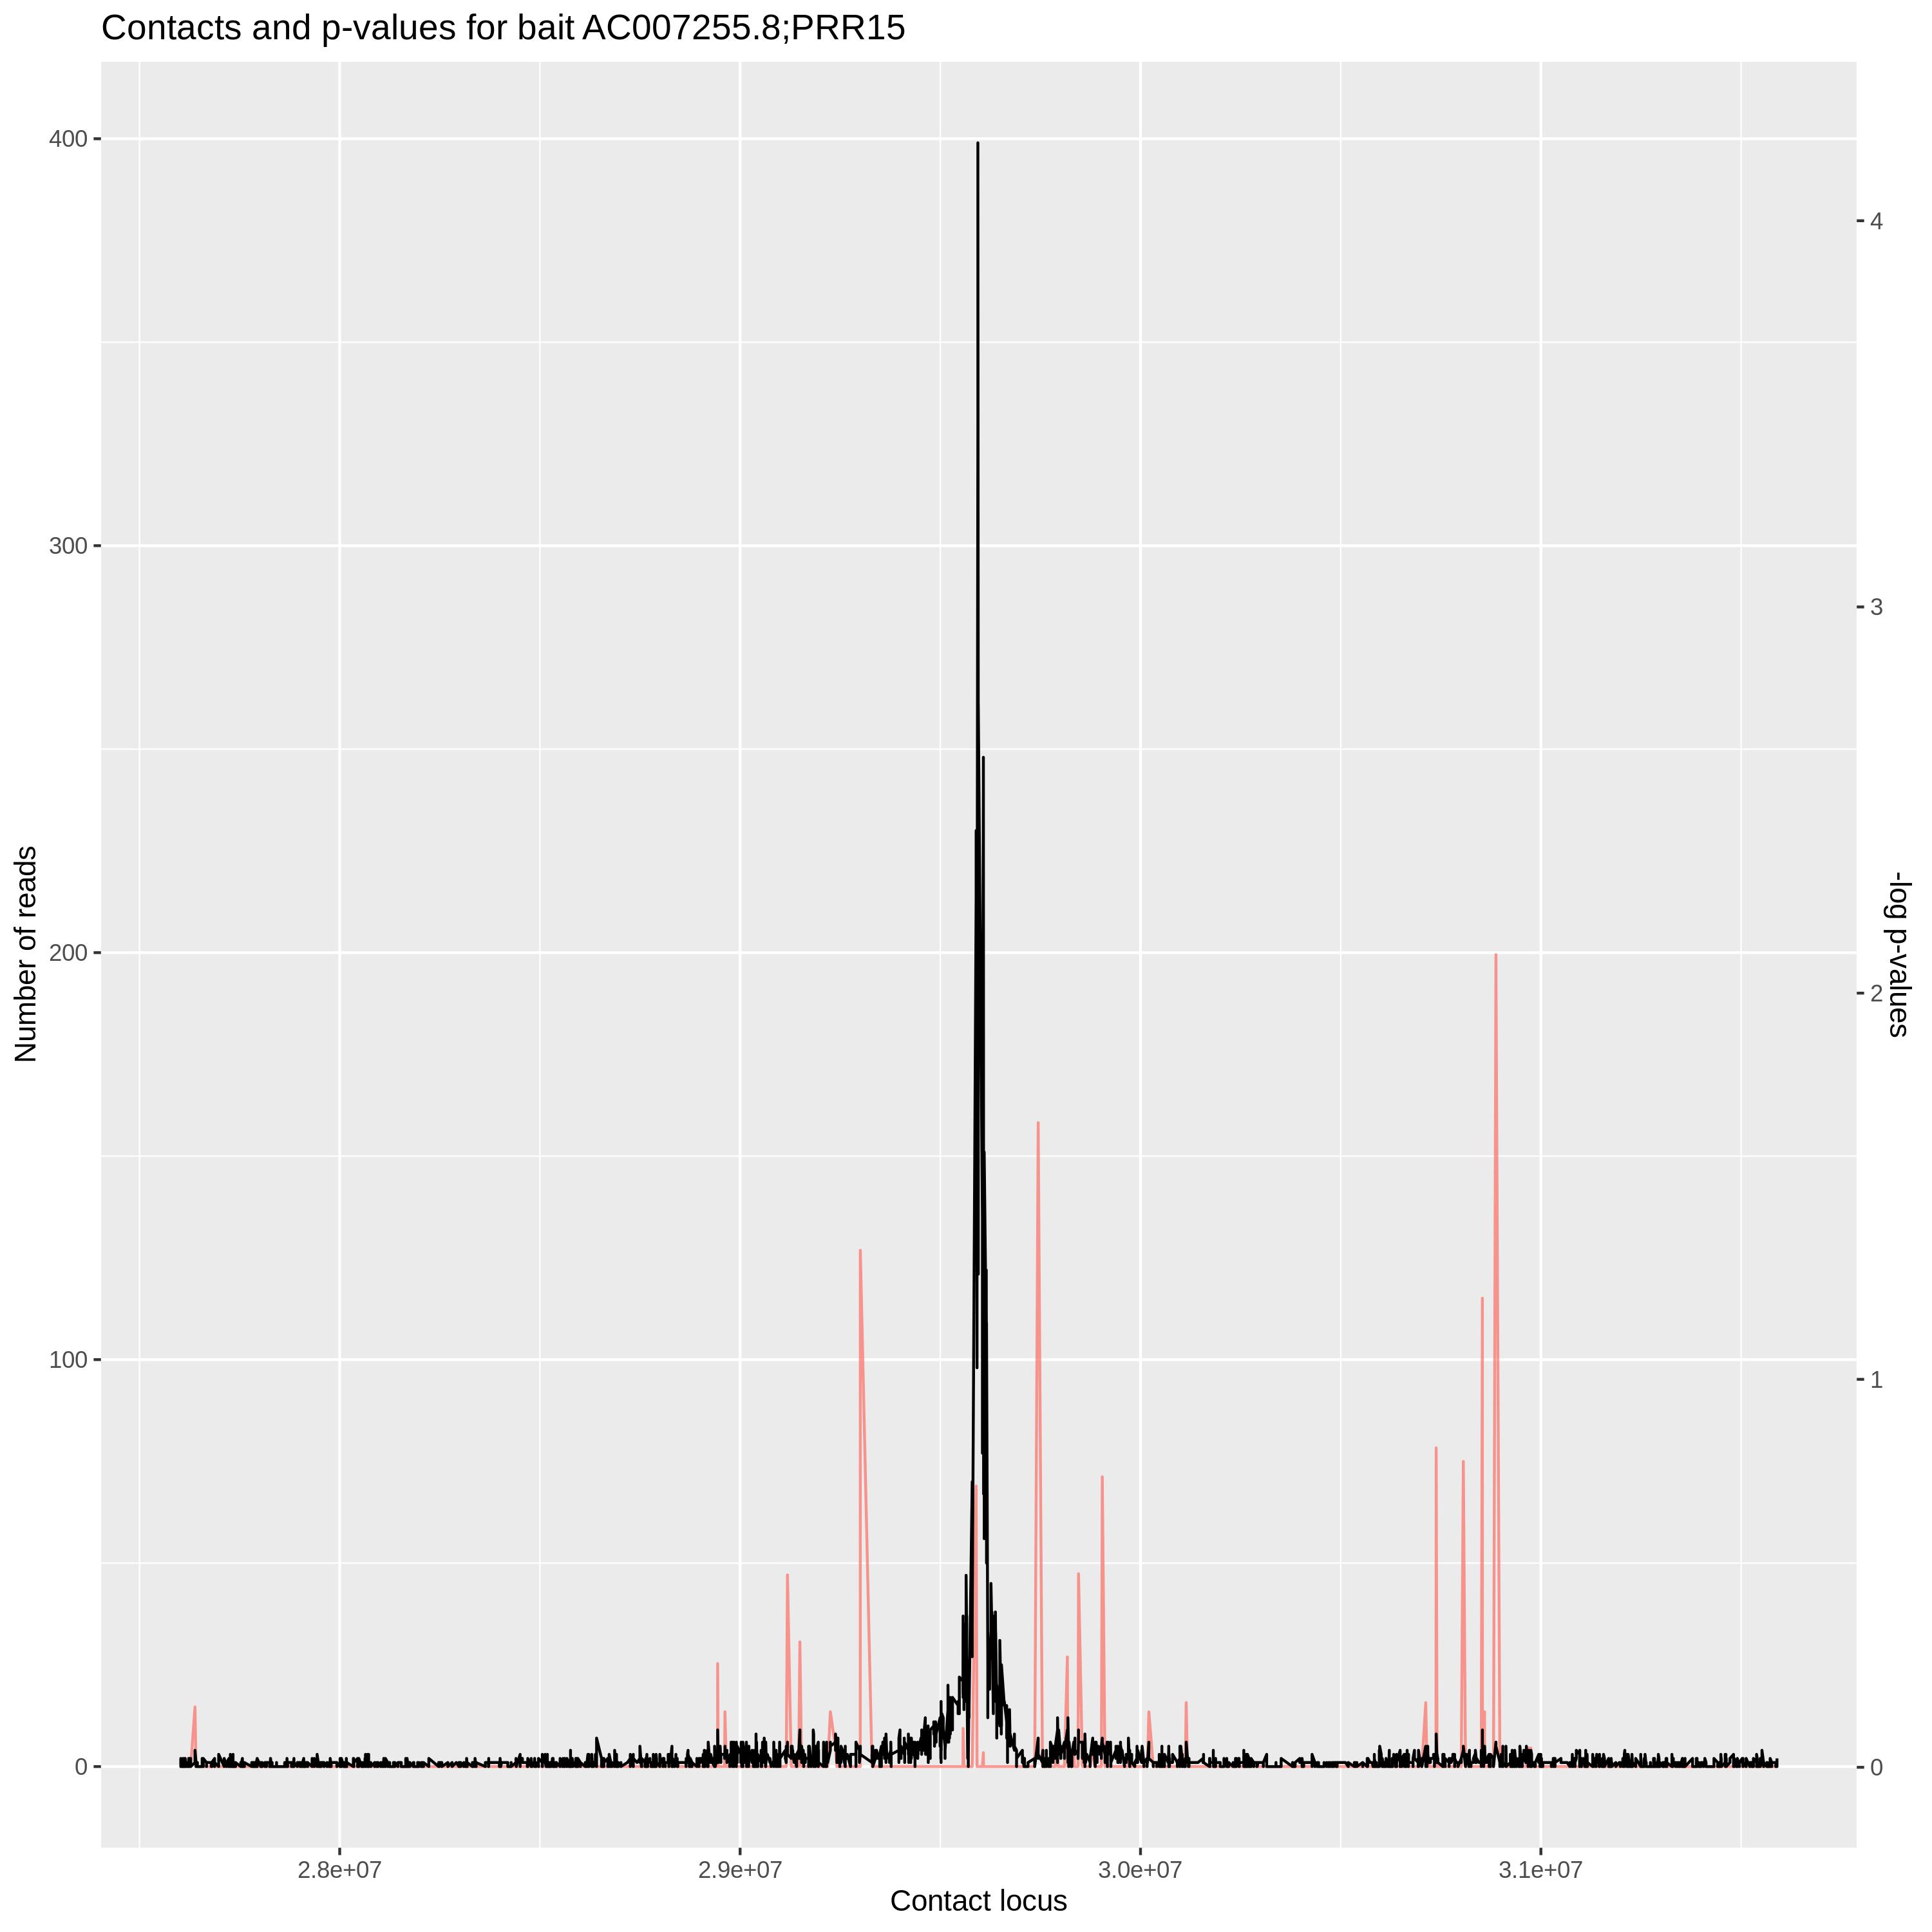 Contacts and p-values for bait AC007255.8;PRR15
400
300
200
100
0
Number of reads
4
3
2
1
0
-log p-values
2.8e+07 2.9e+07 3.0e+07 3.1e+07
Contact locus